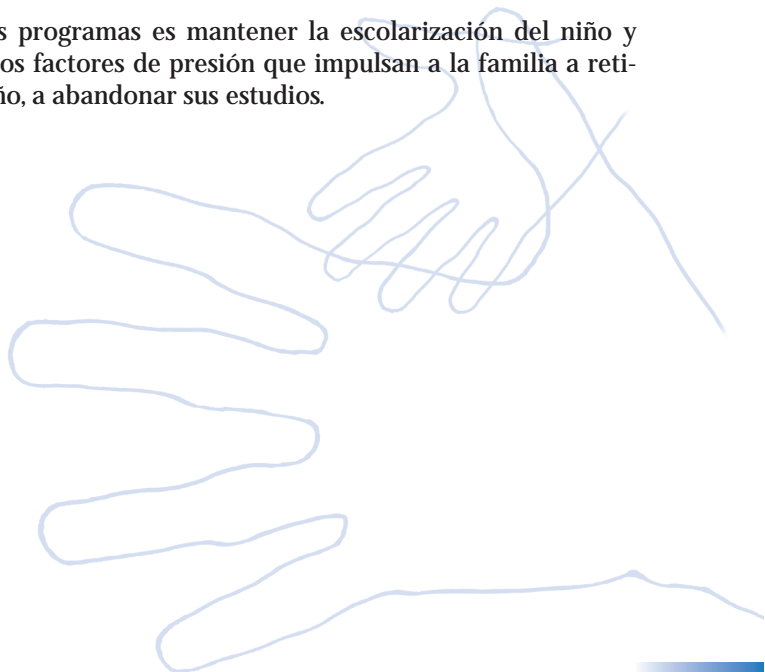 s programas es mantener la escolarización del niño y
os factores de presión que impulsan a la familia a reti-
ño, a abandonar sus estudios.